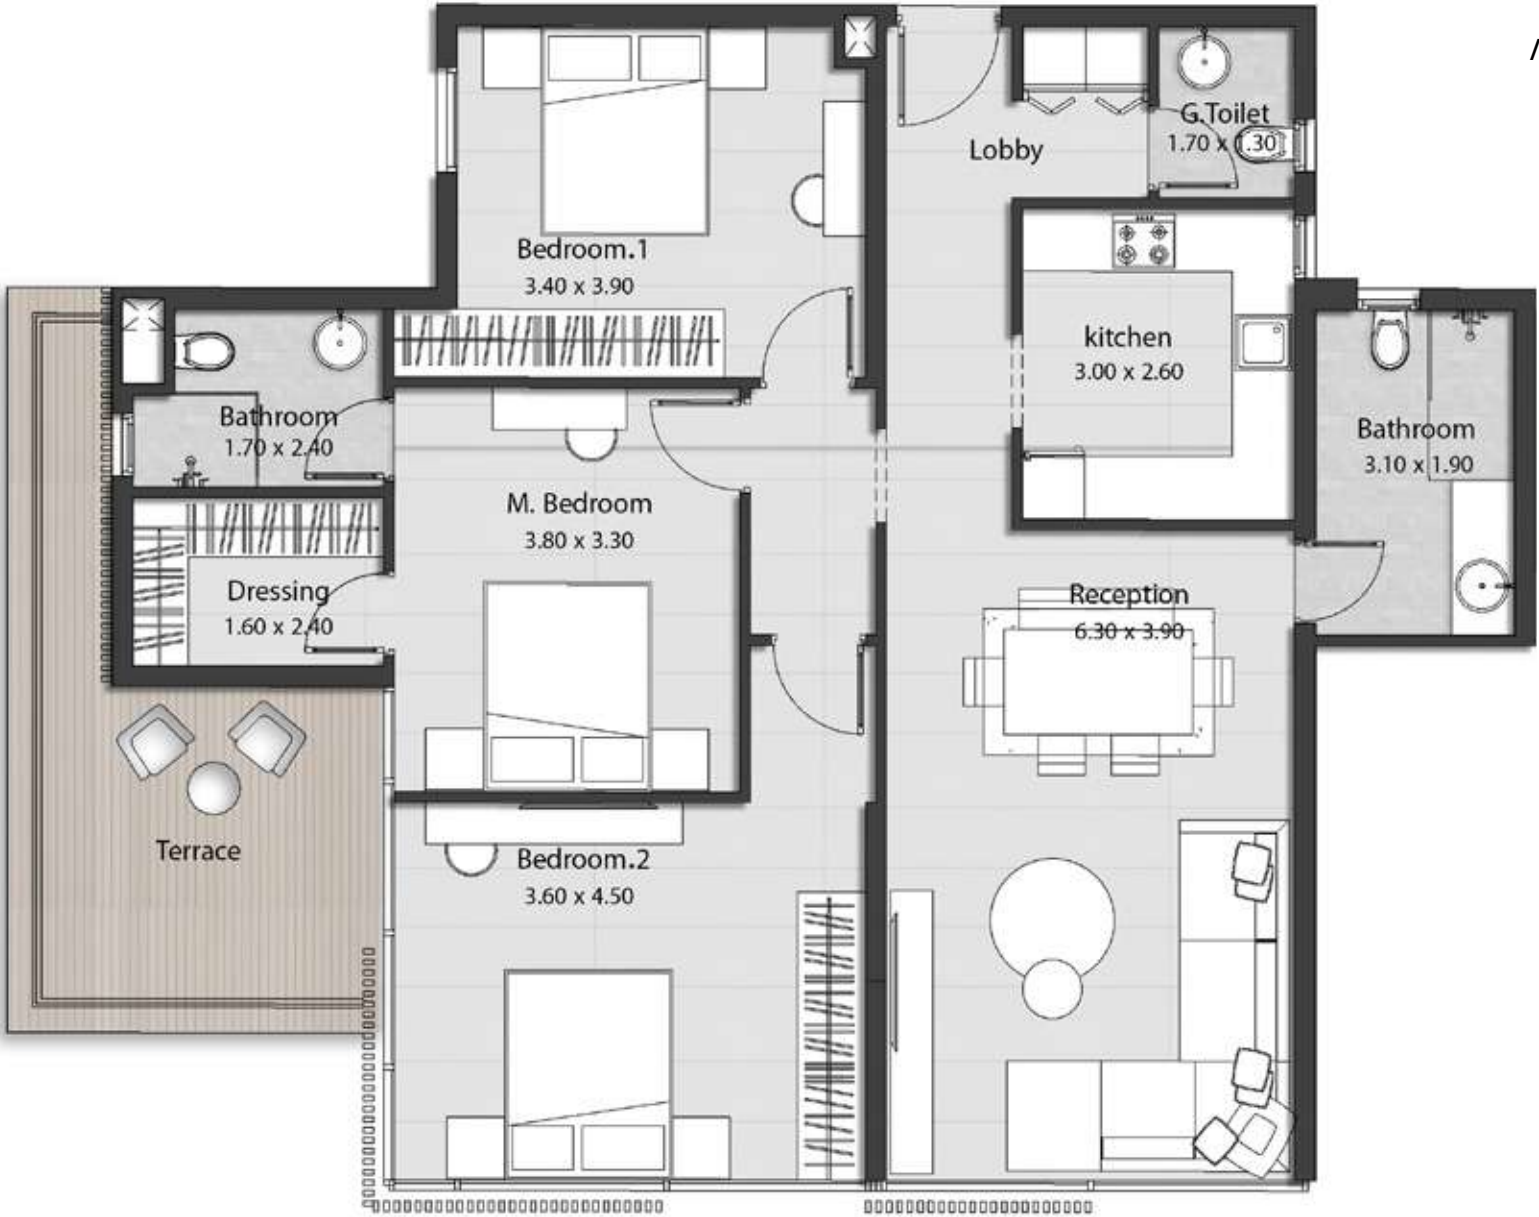 G.Toilet
1.70 x 1.30
Lobby
Bedroom.1
3.40 x 3.90
kitchen
3.00 x 2.60
Bathroom
1.70 x 2.40
Bathroom
3.10 x 1.90
M. Bedroom
3.80 x 3.30
Dressing
1.60 x 2.40
Reception
6.30 x 3.90
Terrace
Bedroom.2
3.60 x 4.50